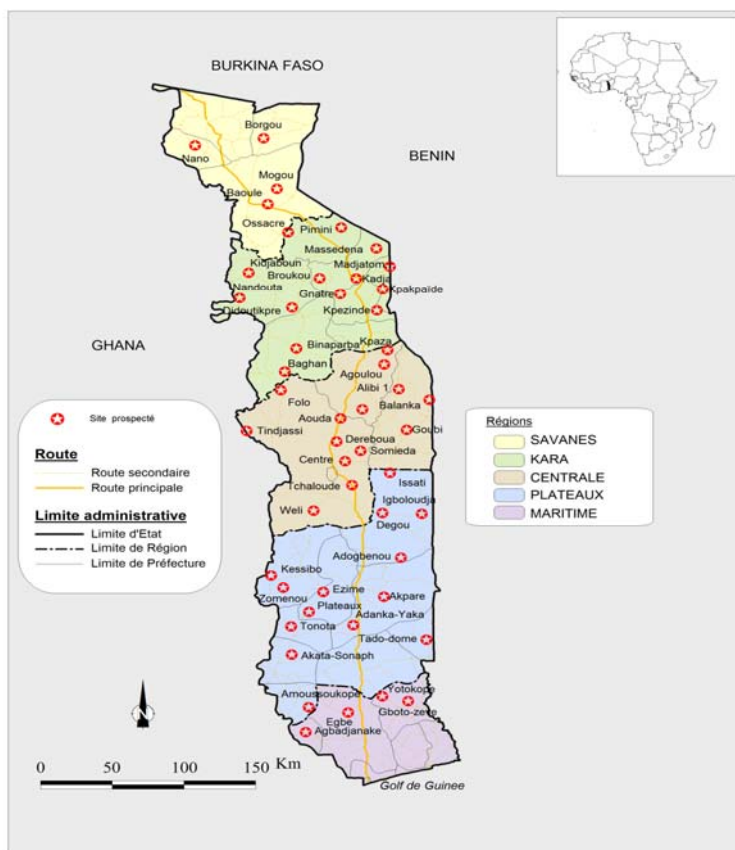 BURKINA FASO
BENIN
GHANA
Borgou
Nano
Mogou
Baoule
Ossacre
Pimini
Massedena
Kidjaboun
Madjatom
Broukou
Kadja
Nandouta
Gnatre
Kpakpaïde
Didoutikpre
Kpezinde
Binaparba
Kpaza
Baghan
Agoulou
Folo
Alibi 1
Aouda
Balanka
Tindjassi
Goubi
Dereboua
Somieda
Centre
Tchaloude
Issati
Igboloudja
Weli
Degou
Adogbenou
Kessibo
Ezime
Zomenou
Akpare
Plateaux
Adanka-Yaka
Tonota
Tado-dome
Akata-Sonaph
Yotokope
Amoussoukope
Gboto-zeve
Egbe
Agbadjanake
Golf de Guinee
Site prospecté
Route
Route secondaire
Route principale
Limite administrative
Limite d'Etat
Limite de Région
Limite de Préfecture
Régions
SAVANES
KARA
CENTRALE
PLATEAUX
MARITIME
N
0 50 100 150 Km